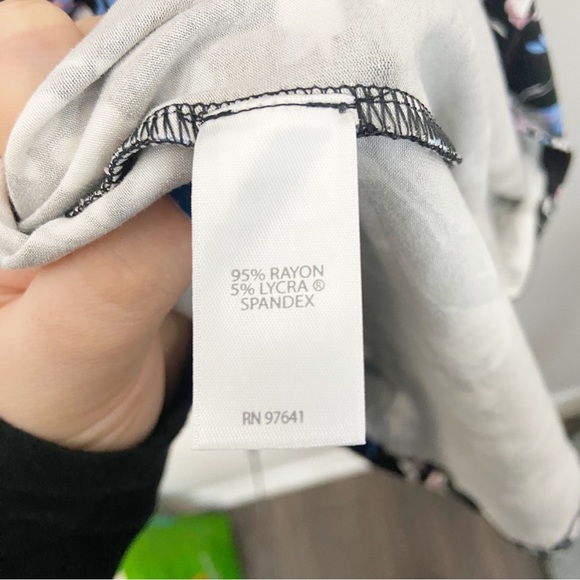 95% RAYON
5% LYCRA ®
SPANDEX
RN 97641